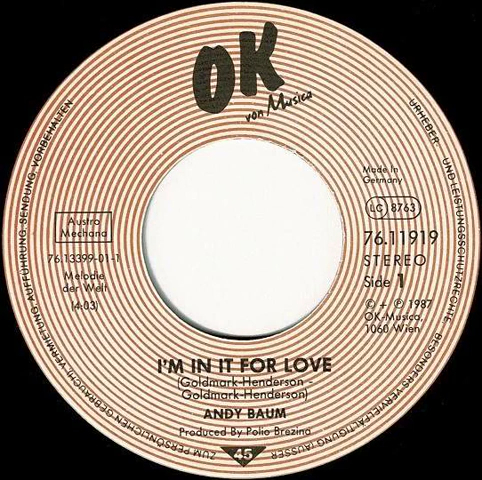 OK
von Musica
URHEBER- UND LEISTUNGSSCHUTZRECHTE - BESONDERS VERVIELFÄLTIGUNG (AUSSER ZUM PERSÖNLICHEN GEBRAUCH), VERMIETUNG, AUFFÜHRUNG, SENDUNG, VORBEHALTEN
Austro
Mechana
76.13399-01-1
Melodie
der Welt
(4:03)
Made in
Germany
LC 8763
76.11919
STEREO
Side 1
© + ℗ 1987
OK-Musica,
1060 Wien
I'M IN IT FOR LOVE
(Goldmark-Henderson -
Goldmark-Henderson)
ANDY BAUM
Produced By Polio Brezina
45